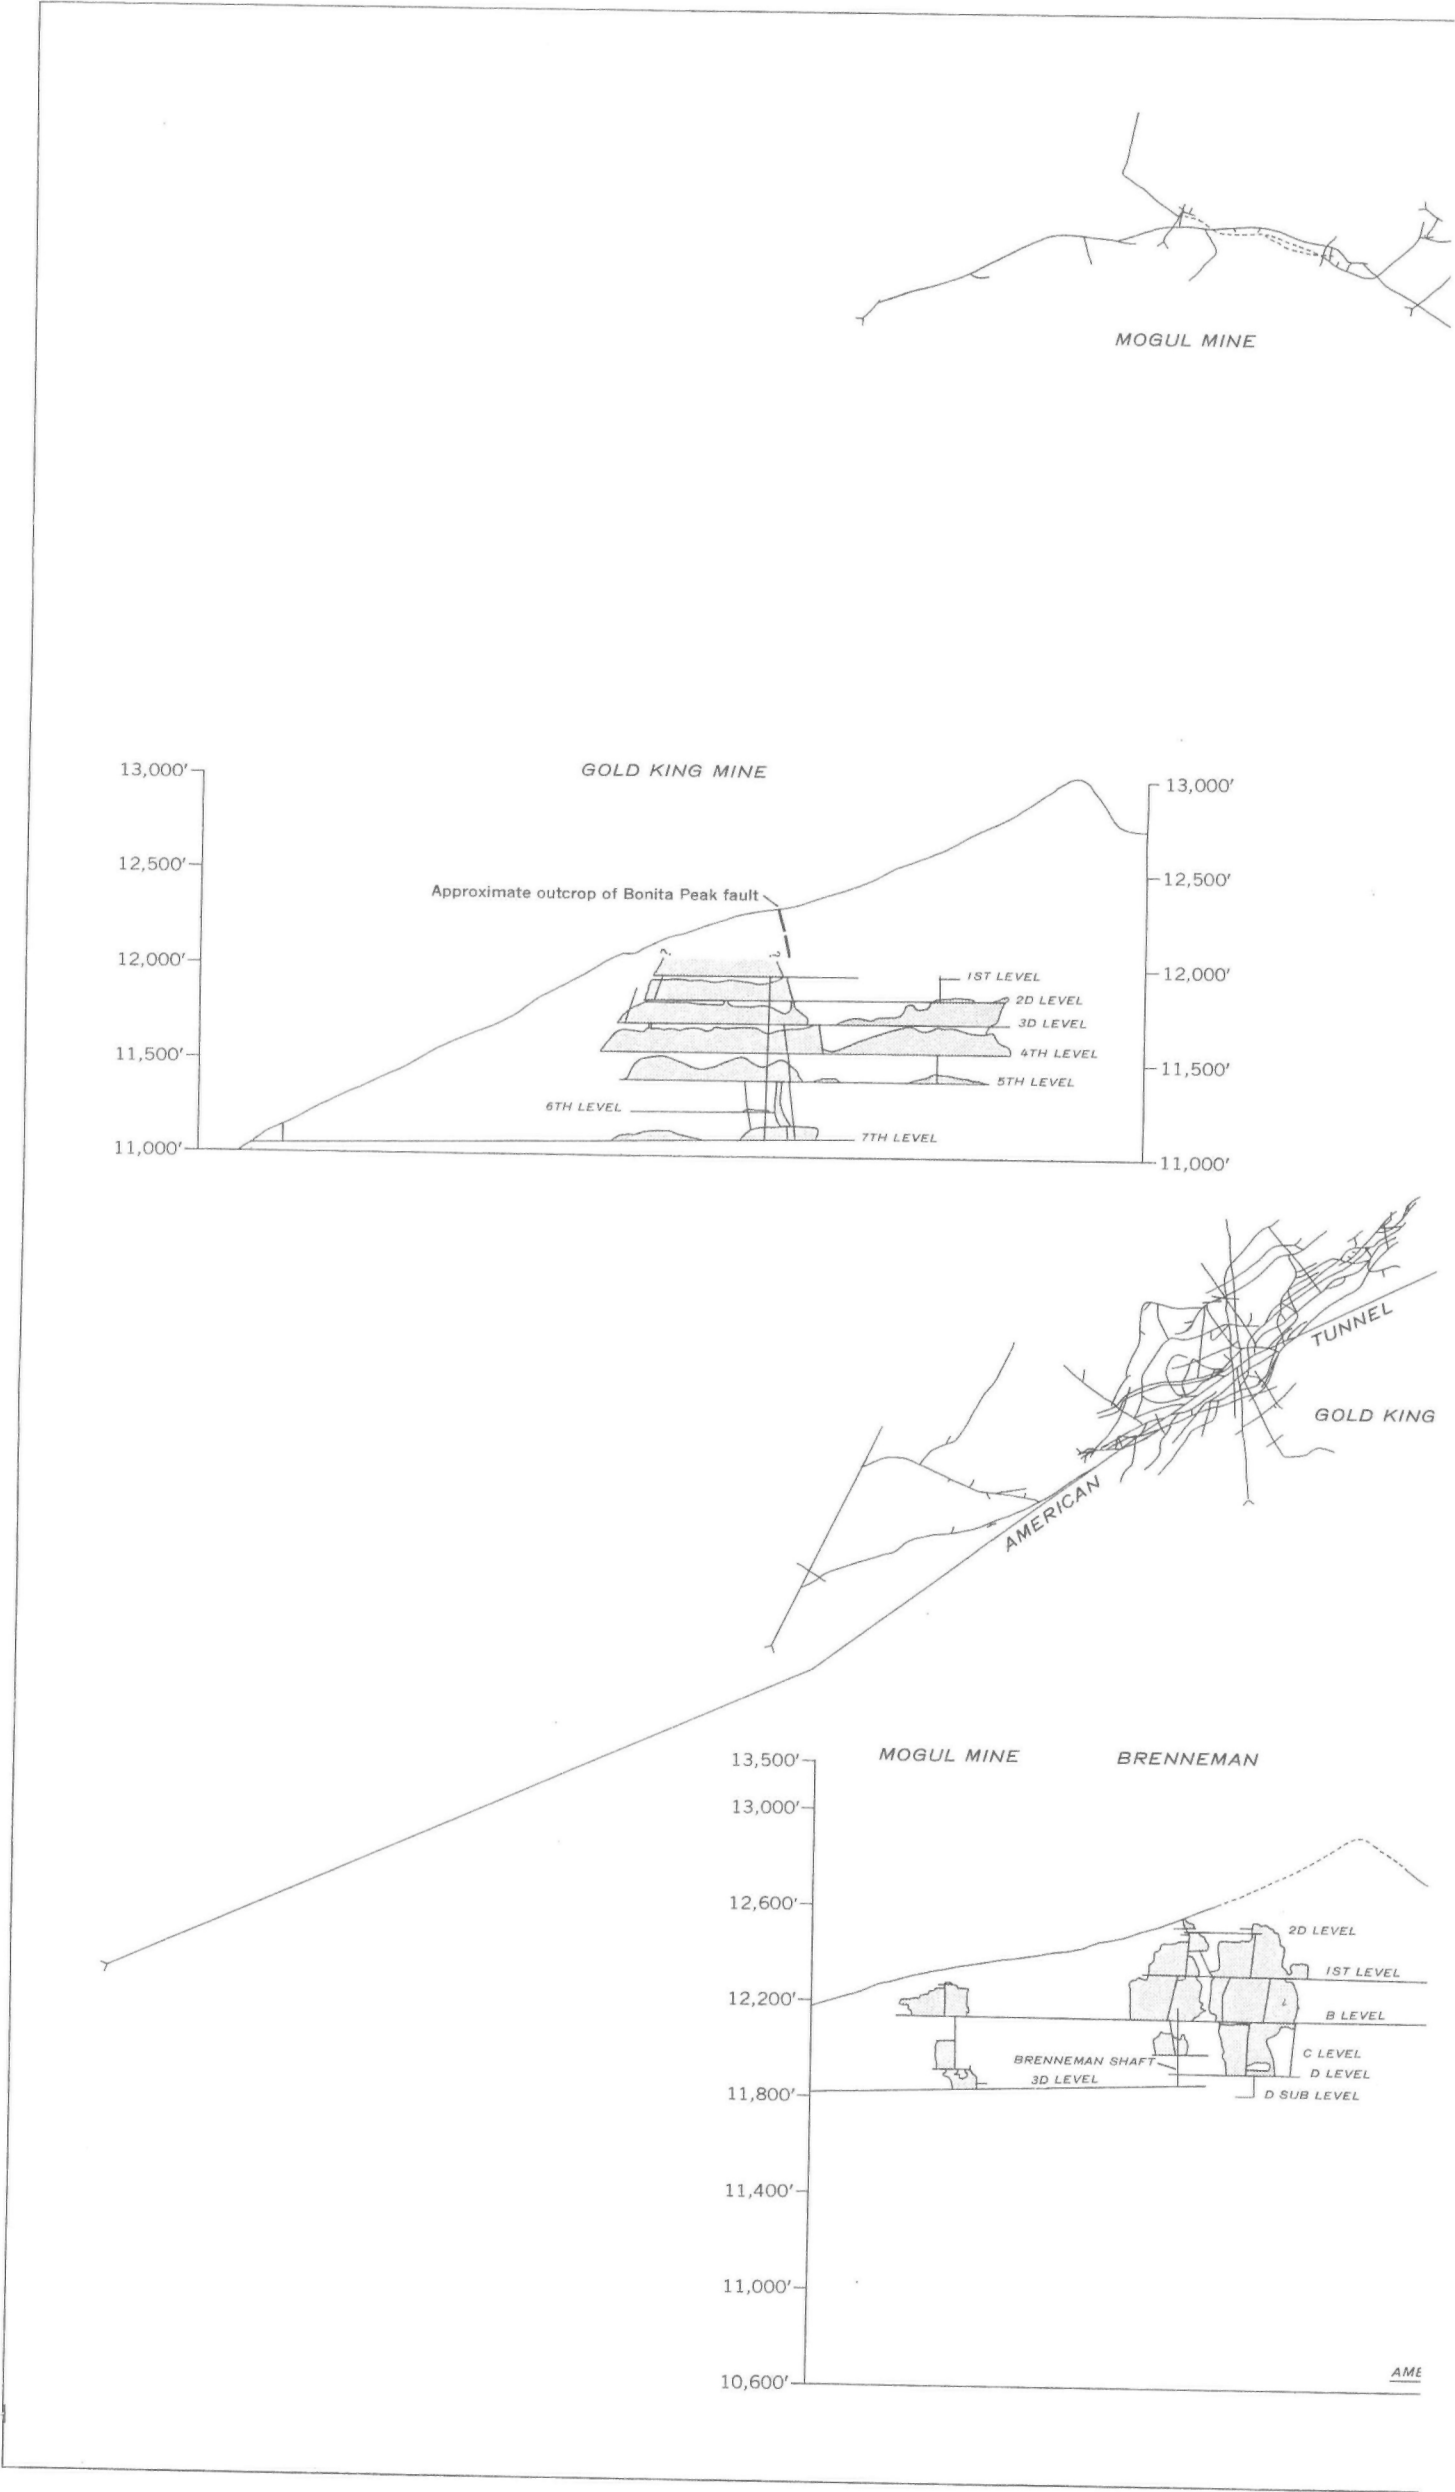 MOGUL MINE
GOLD KING MINE
13,000'
12,500'
12,000'
11,500'
11,000'
13,000'
12,500'
12,000'
11,500'
11,000'
Approximate outcrop of Bonita Peak fault
?
?
1ST LEVEL
2D LEVEL
3D LEVEL
4TH LEVEL
5TH LEVEL
6TH LEVEL
7TH LEVEL
TUNNEL
GOLD KING
AMERICAN
MOGUL MINE
BRENNEMAN
13,500'
13,000'
12,600'
12,200'
11,800'
11,400'
11,000'
10,600'
2D LEVEL
1ST LEVEL
B LEVEL
C LEVEL
BRENNEMAN SHAFT
D LEVEL
3D LEVEL
D SUB LEVEL
AME